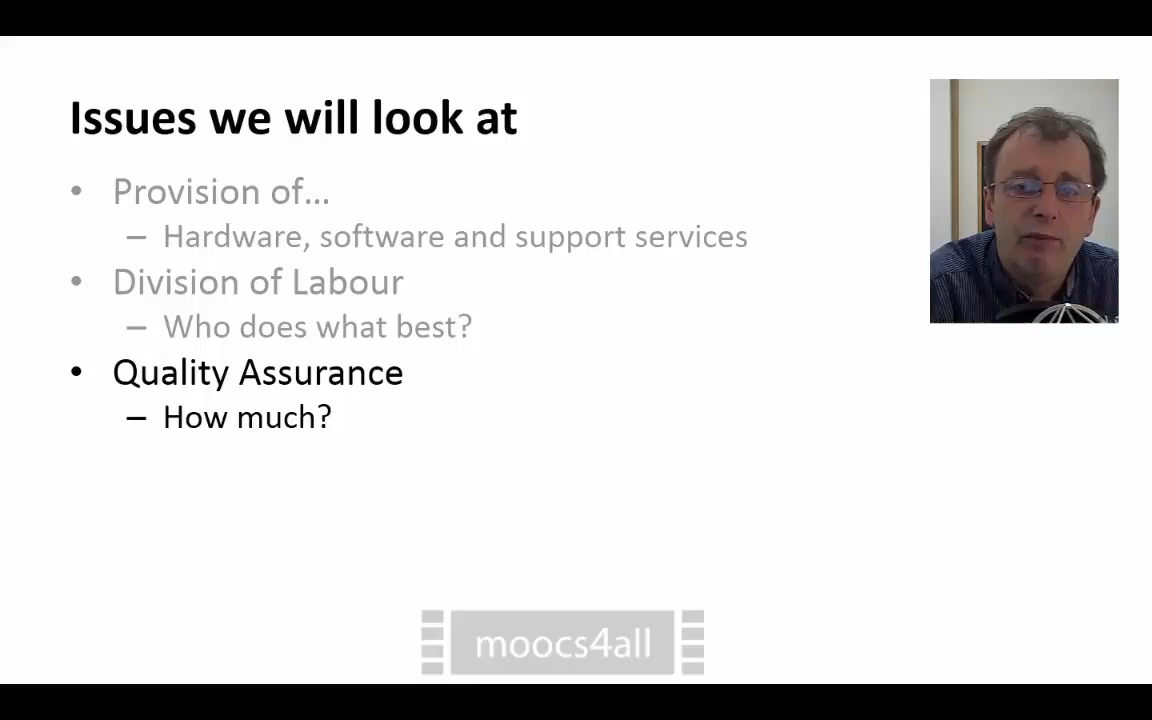 Issues we will look at
• Provision of...
– Hardware, software and support services
• Division of Labour
– Who does what best?
• Quality Assurance
– How much?
moocs4all